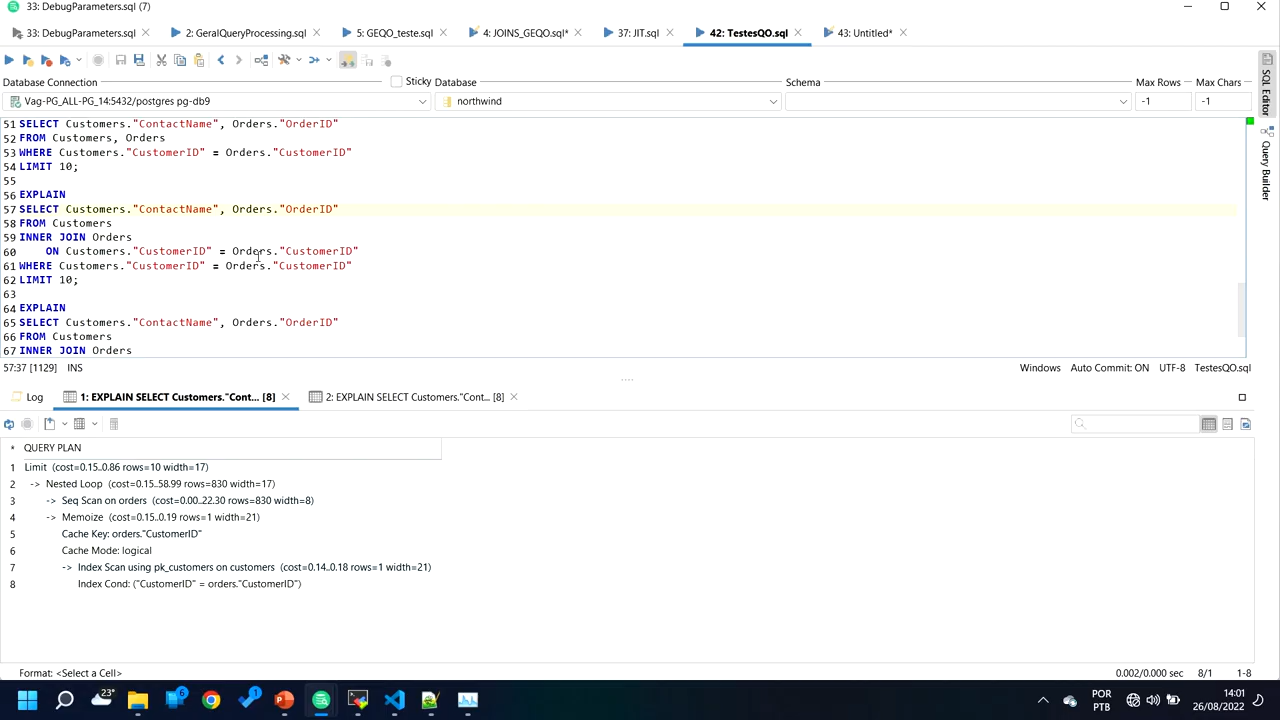 33: DebugParameters.sql (7)
33: DebugParameters.sql
2: GeralQueryProcessing.sql
5: GEQO_teste.sql
4: JOINS_GEQO.sql*
37: JIT.sql
42: TestesQO.sql
43: Untitled*
Database Connection
Sticky
Database
Schema
Max Rows
Max Chars
Vag-PG_ALL-PG_14:5432/postgres pg-db9
northwind
-1
-1
SQL Editor
Query Builder
51 SELECT Customers."ContactName", Orders."OrderID"
52 FROM Customers, Orders
53 WHERE Customers."CustomerID" = Orders."CustomerID"
54 LIMIT 10;
55
56 EXPLAIN
57 SELECT Customers."ContactName", Orders."OrderID"
58 FROM Customers
59 INNER JOIN Orders
60 ON Customers."CustomerID" = Orders."CustomerID"
61 WHERE Customers."CustomerID" = Orders."CustomerID"
62 LIMIT 10;
63
64 EXPLAIN
65 SELECT Customers."ContactName", Orders."OrderID"
66 FROM Customers
67 INNER JOIN Orders
57:37 [1129] INS
Windows
Auto Commit: ON
UTF-8
TestesQO.sql
Log
1: EXPLAIN SELECT Customers."Cont... [8]
2: EXPLAIN SELECT Customers."Cont... [8]
* QUERY PLAN
1 Limit (cost=0.15..0.86 rows=10 width=17)
2 -> Nested Loop (cost=0.15..58.99 rows=830 width=17)
3 -> Seq Scan on orders (cost=0.00..22.30 rows=830 width=8)
4 -> Memoize (cost=0.15..0.19 rows=1 width=21)
5 Cache Key: orders."CustomerID"
6 Cache Mode: logical
7 -> Index Scan using pk_customers on customers (cost=0.14..0.18 rows=1 width=21)
8 Index Cond: ("CustomerID" = orders."CustomerID")
Format: <Select a Cell>
0.002/0.000 sec
8/1
1-8
23°
6
1
POR
PTB
14:01
26/08/2022